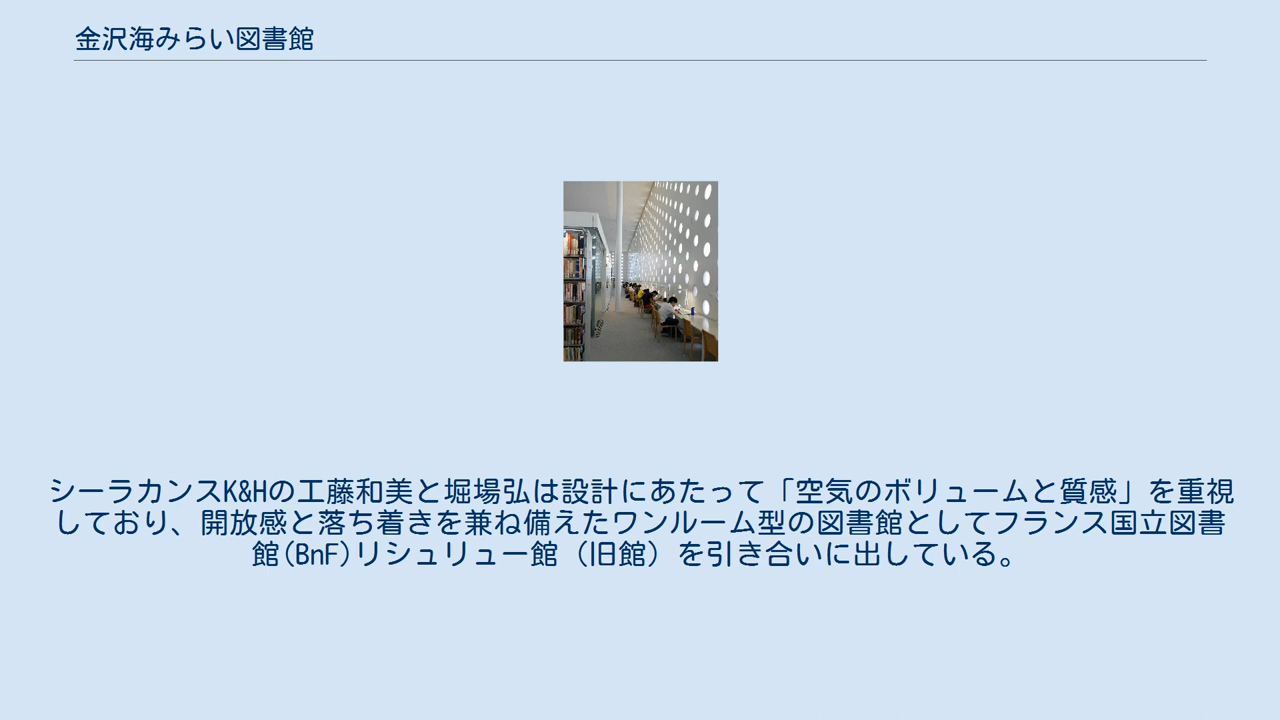 金沢海みらい図書館
シーラカンスK&Hの工藤和美と堀場弘は設計にあたって「空気のボリュームと質感」を重視
しており、開放感と落ち着きを兼ね備えたワンルーム型の図書館としてフランス国立図書
館(BnF)リシュリュー館（旧館）を引き合いに出している。